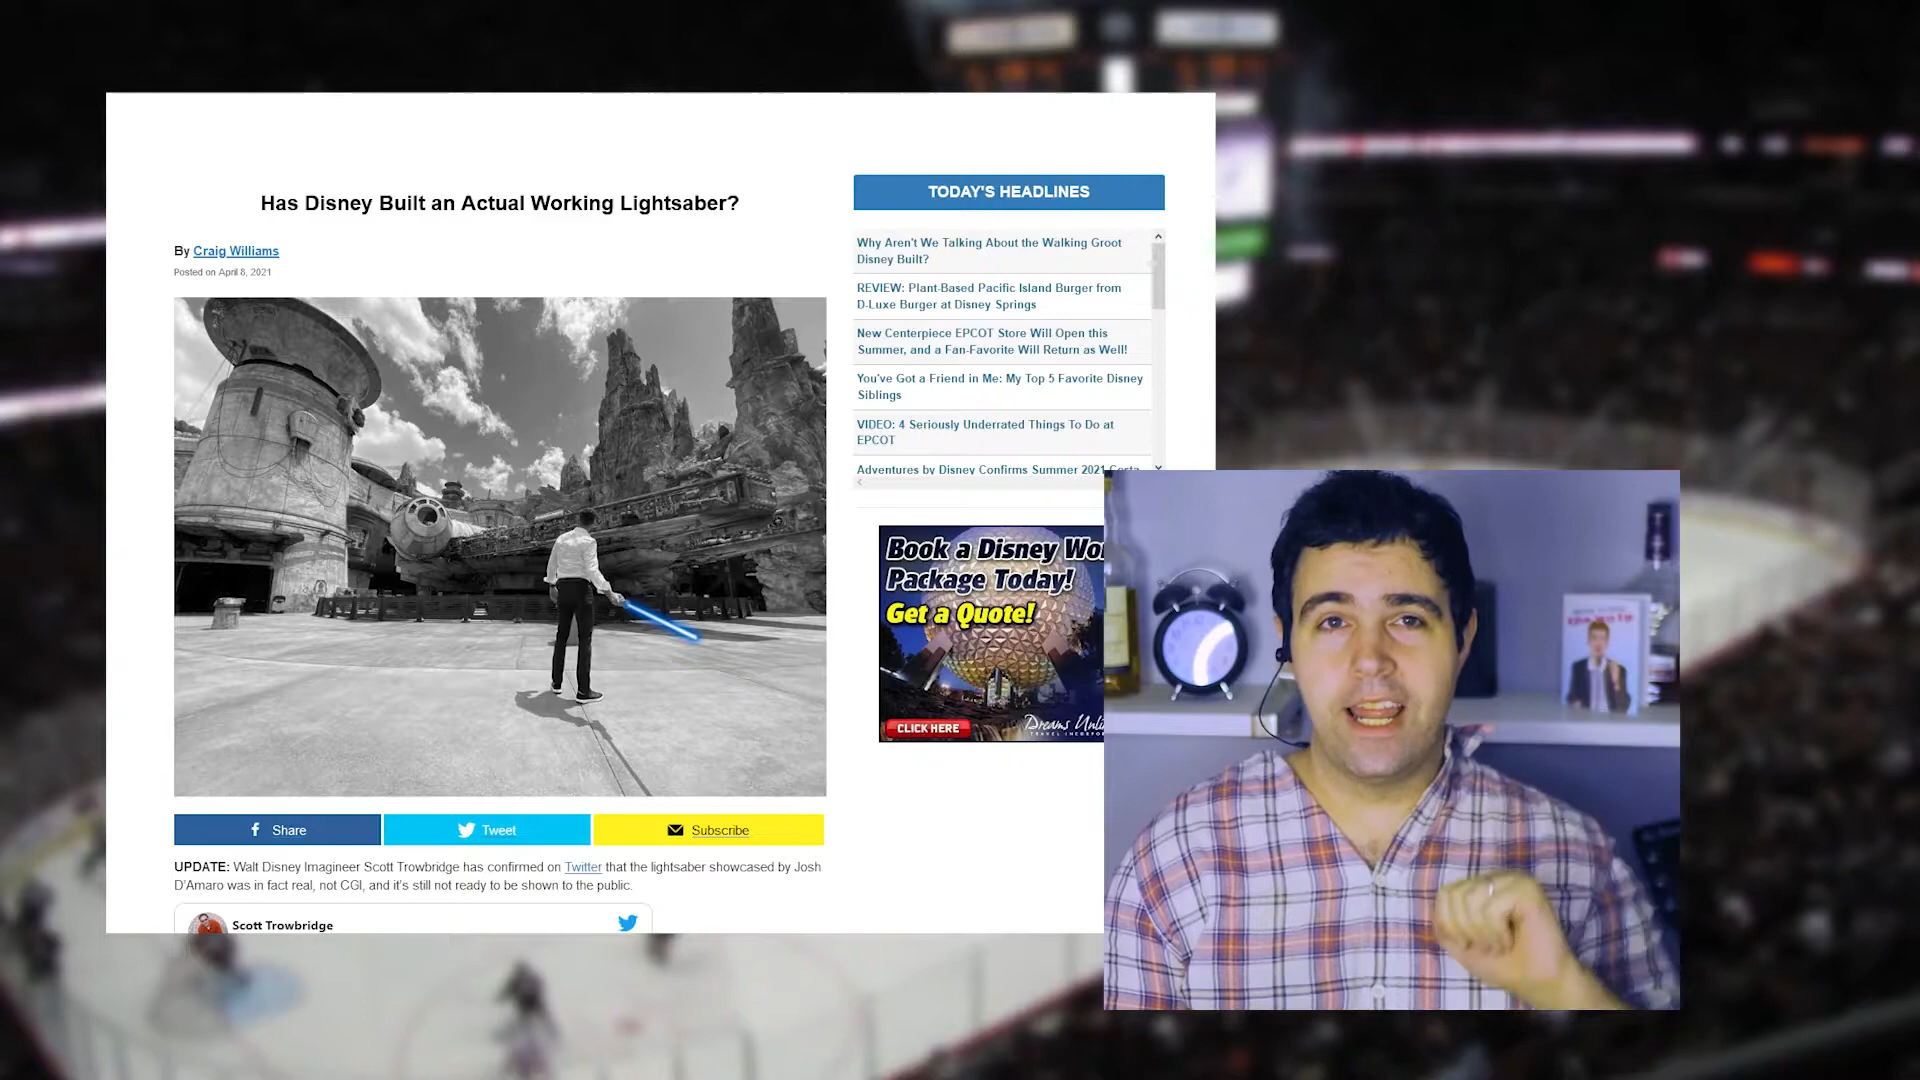 Has Disney Built an Actual Working Lightsaber?
By Craig Williams
Posted on April 8, 2021
Share
Tweet
Subscribe
UPDATE: Walt Disney Imagineer Scott Trowbridge has confirmed on Twitter that the lightsaber showcased by Josh
D'Amaro was in fact real, not CGI, and it's still not ready to be shown to the public.
Scott Trowbridge
TODAY'S HEADLINES
Why Aren't We Talking About the Walking Groot
Disney Built?
REVIEW: Plant-Based Pacific Island Burger from
D-Luxe Burger at Disney Springs
New Centerpiece EPCOT Store Will Open this
Summer, and a Fan-Favorite Will Return as Well!
You've Got a Friend in Me: My Top 5 Favorite Disney
Siblings
VIDEO: 4 Seriously Underrated Things To Do at
EPCOT
Adventures by Disney Confirms Summer 2021 Costa
Book a Disney Wo
Package Today!
Get a Quote!
CLICK HERE
Dreams Unli
TRAVEL INCORPO